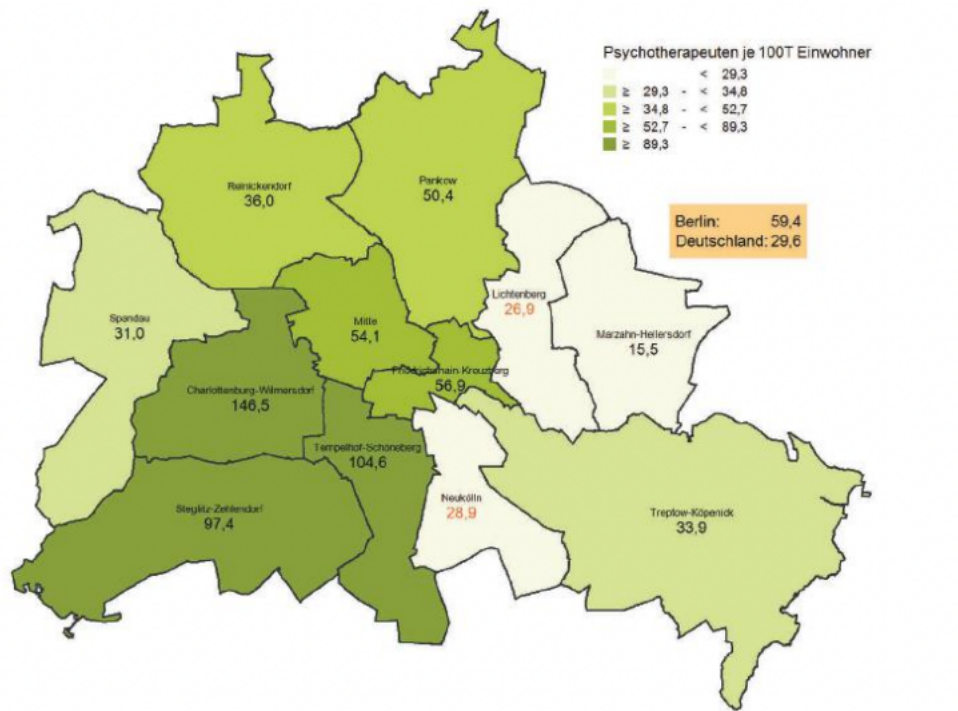 Psychotherapeuten je 100T Einwohner
< 29,3
≥ 29,3 - < 34,8
≥ 34,8 - < 52,7
≥ 52,7 - < 89,3
≥ 89,3
Berlin: 59,4
Deutschland: 29,6
Reinickendorf
36,0
Pankow
50,4
Spandau
31,0
Mitte
54,1
Lichtenberg
26,9
Marzahn-Hellersdorf
15,5
Friedrichshain-Kreuzberg
56,9
Charlottenburg-Wilmersdorf
146,5
Tempelhof-Schöneberg
104,6
Steglitz-Zehlendorf
97,4
Neukölln
28,9
Treptow-Köpenick
33,9